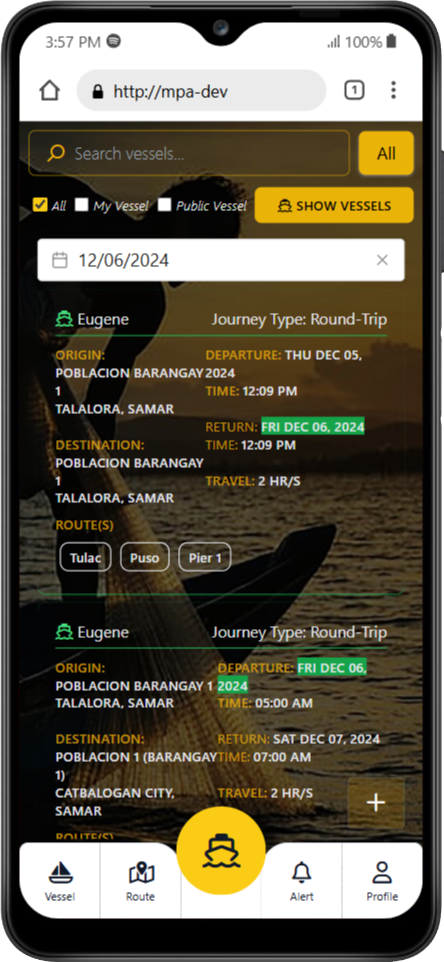 3:57 PM 100%
http://mpa-dev 1
Search vessels... All
All My Vessel Public Vessel SHOW VESSELS
12/06/2024
Eugene Journey Type: Round-Trip
ORIGIN: DEPARTURE: THU DEC 05,
POBLACION BARANGAY 2024
1 TIME: 12:09 PM
TALALORA, SAMAR
RETURN: FRI DEC 06, 2024
DESTINATION: TIME: 12:09 PM
POBLACION BARANGAY
1 TRAVEL: 2 HR/S
TALALORA, SAMAR
ROUTE(S)
Tulac Puso Pier 1
Eugene Journey Type: Round-Trip
ORIGIN: DEPARTURE: FRI DEC 06,
POBLACION BARANGAY 1 2024
TALALORA, SAMAR TIME: 05:00 AM
DESTINATION: RETURN: SAT DEC 07, 2024
POBLACION 1 (BARANGAY TIME: 07:00 AM
1)
CATBALOGAN CITY, TRAVEL: 2 HR/S
SAMAR
ROUTE(S)
+
Vessel Route Alert Profile